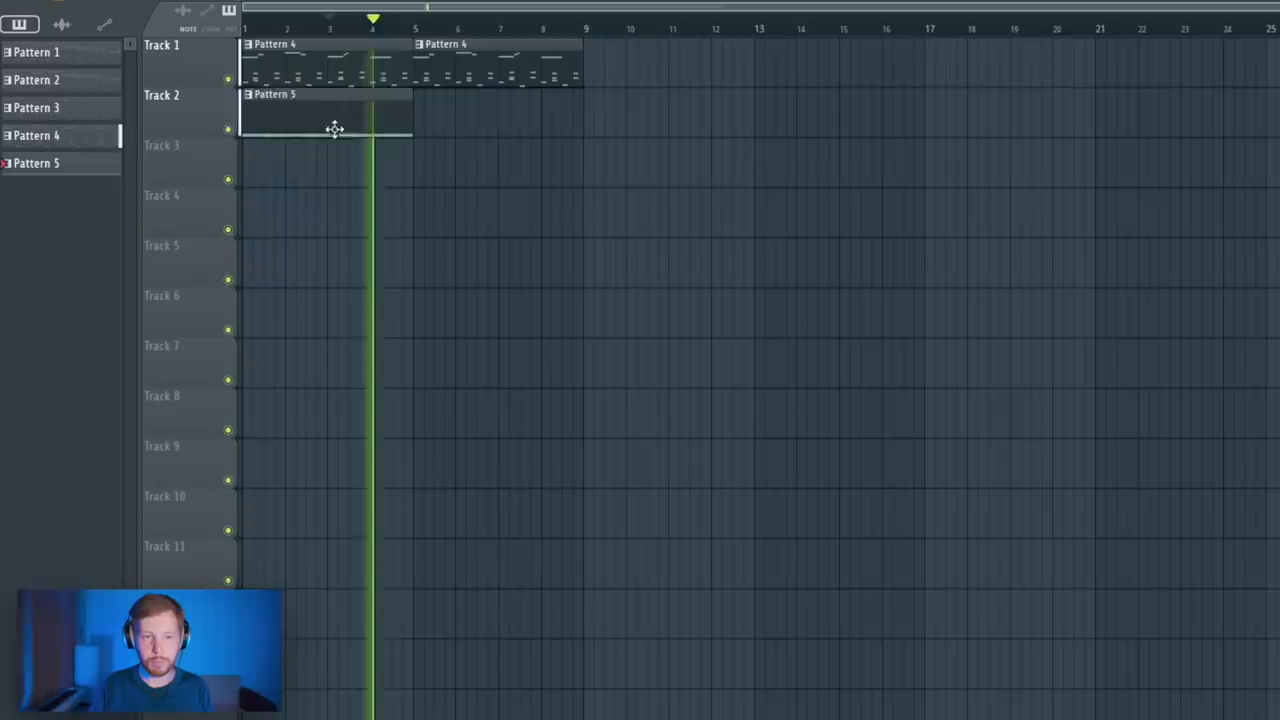 NOTE
1 2 3 4 5 6 7 8 9 10 11 12 13 14 15 16 17 18 19 20 21 22 23 24 25
Pattern 1
Pattern 2
Pattern 3
Pattern 4
Pattern 5
Track 1
Pattern 4
Pattern 4
Track 2
Pattern 5
Track 3
Track 4
Track 5
Track 6
Track 7
Track 8
Track 9
Track 10
Track 11